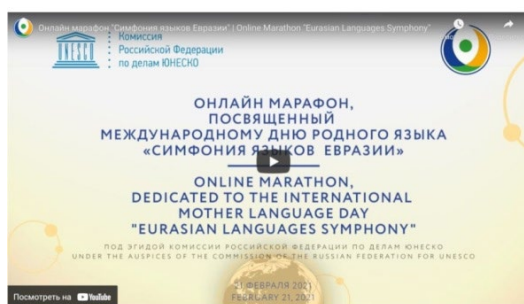 Онлайн марафон "Симфония языков Евразии" | Online Marathon "Eurasian Languages Symphony"
UNESCO
Комиссия
Российской Федерации
по делам ЮНЕСКО
ОНЛАЙН МАРАФОН,
ПОСВЯЩЕННЫЙ
МЕЖДУНАРОДНОМУ ДНЮ РОДНОГО ЯЗЫКА
«СИМФОНИЯ ЯЗЫКОВ ЕВРАЗИИ»
ONLINE MARATHON,
DEDICATED TO THE INTERNATIONAL
MOTHER LANGUAGE DAY
"EURASIAN LANGUAGES SYMPHONY"
ПОД ЭГИДОЙ КОМИССИИ РОССИЙСКОЙ ФЕДЕРАЦИИ ПО ДЕЛАМ ЮНЕСКО
UNDER THE AUSPICES OF THE COMMISSION OF THE RUSSIAN FEDERATION FOR UNESCO
21 ФЕВРАЛЯ 2021
FEBRUARY 21, 2021
Посмотреть на YouTube